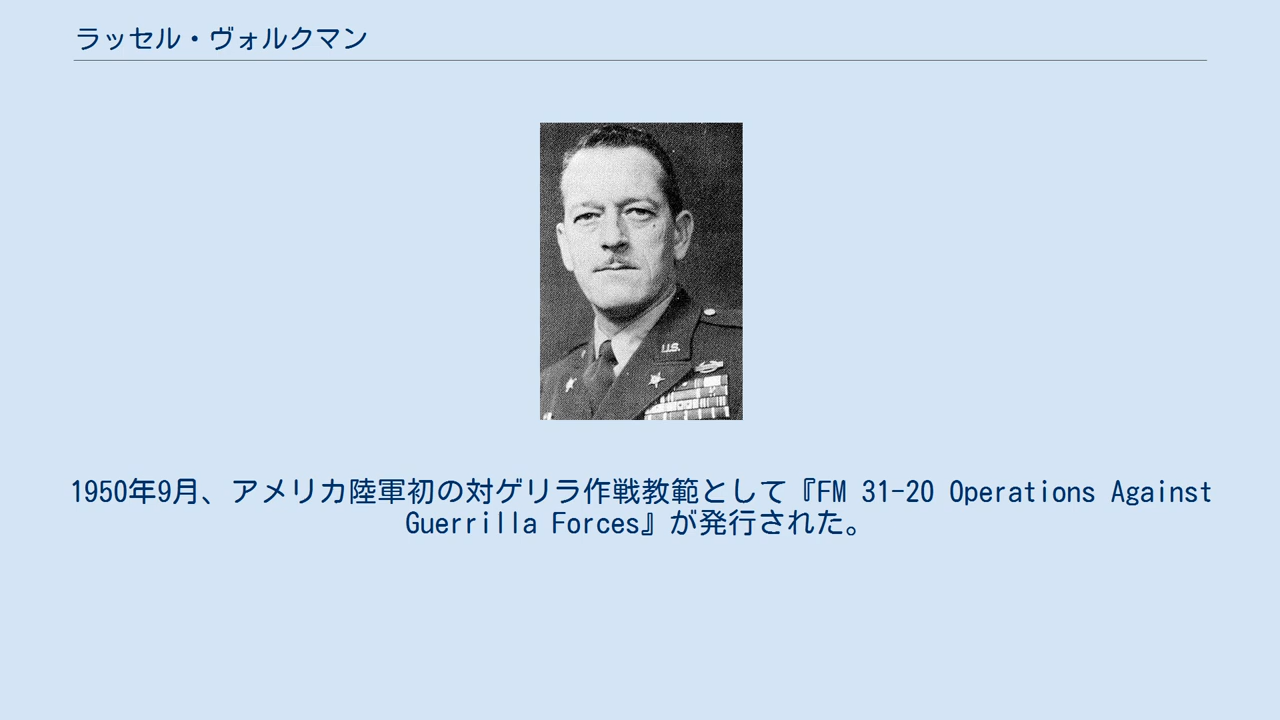 ラッセル・ヴォルクマン
U.S.
1950年9月、アメリカ陸軍初の対ゲリラ作戦教範として『FM 31-20 Operations Against
Guerrilla Forces』が発行された。